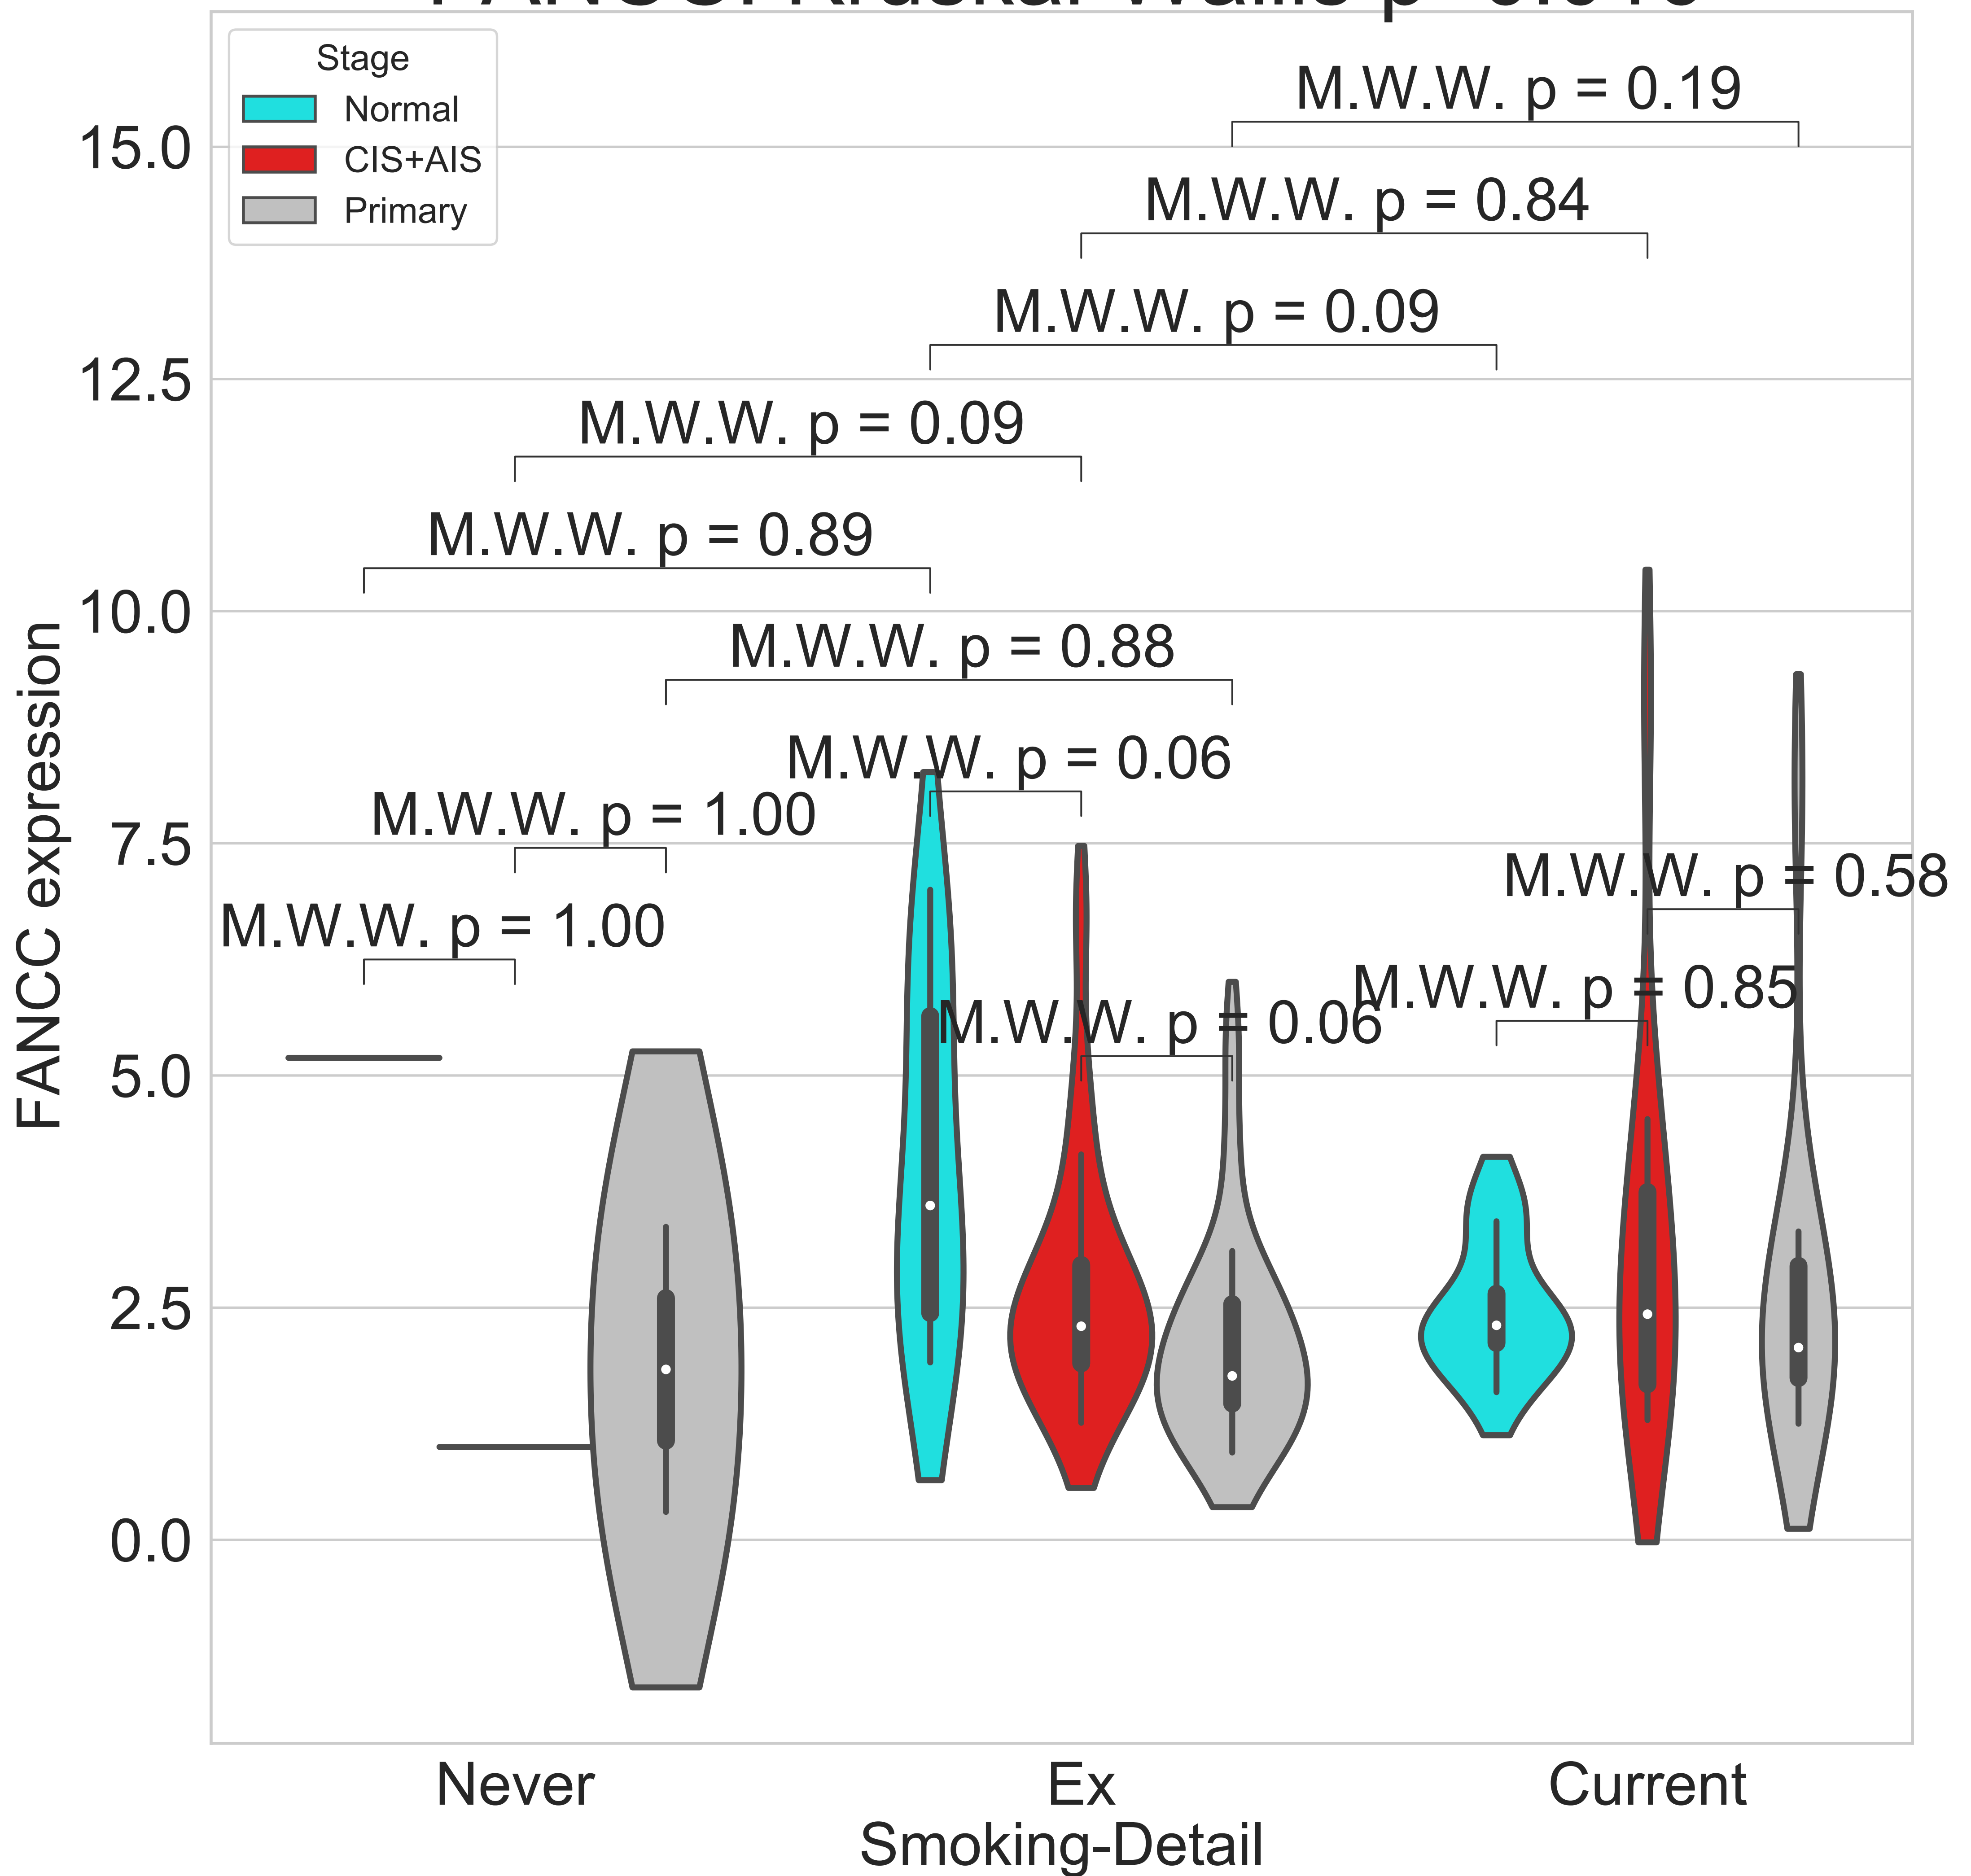 Stage
Normal
CIS+AIS
Primary
M.W.W. p = 0.19
M.W.W. p = 0.84
M.W.W. p = 0.09
M.W.W. p = 0.09
M.W.W. p = 0.89
M.W.W. p = 0.88
M.W.W. p = 0.06
M.W.W. p = 1.00
M.W.W. p = 0.58
M.W.W. p = 1.00
M.W.W. p = 0.85
M.W.W. p = 0.06
15.0
12.5
10.0
7.5
5.0
2.5
0.0
FANCC expression
Never
Ex
Current
Smoking-Detail